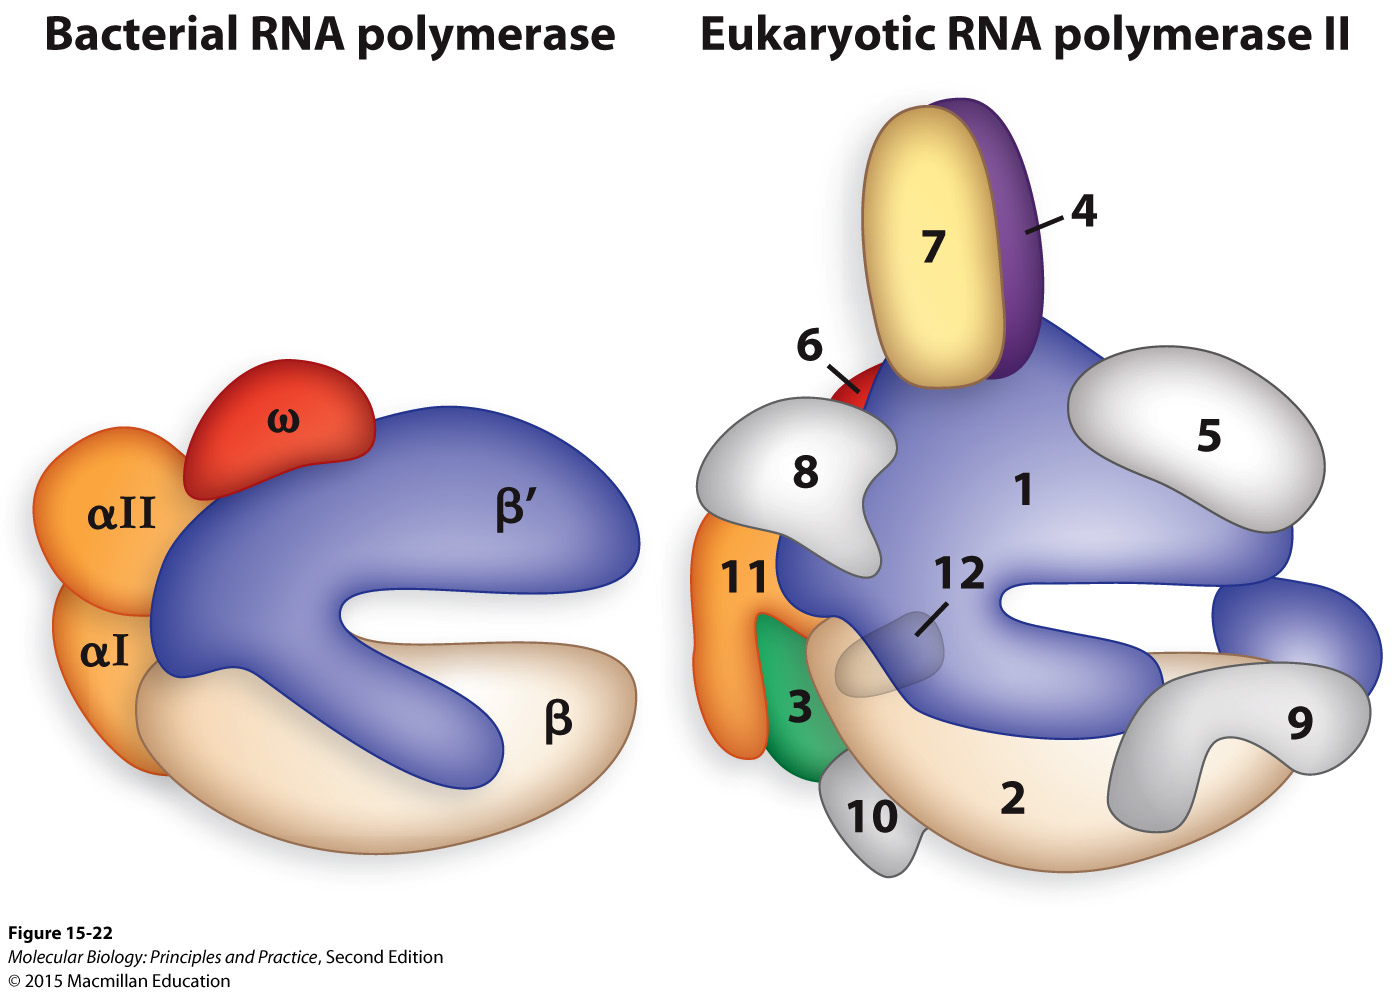 Bacterial RNA polymerase
Eukaryotic RNA polymerase II
ω
αII
β′
αI
β
7
4
6
5
8
1
11
12
3
9
2
10
Figure 15-22
Molecular Biology: Principles and Practice, Second Edition
© 2015 Macmillan Education